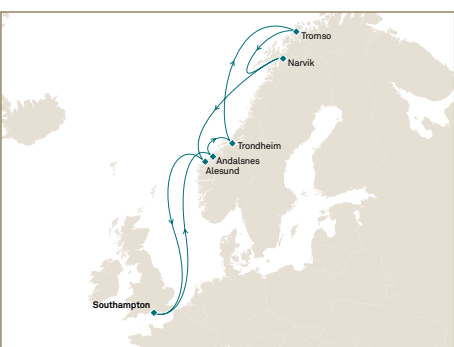 Tromso
Narvik
Trondheim
Andalsnes
Alesund
Southampton